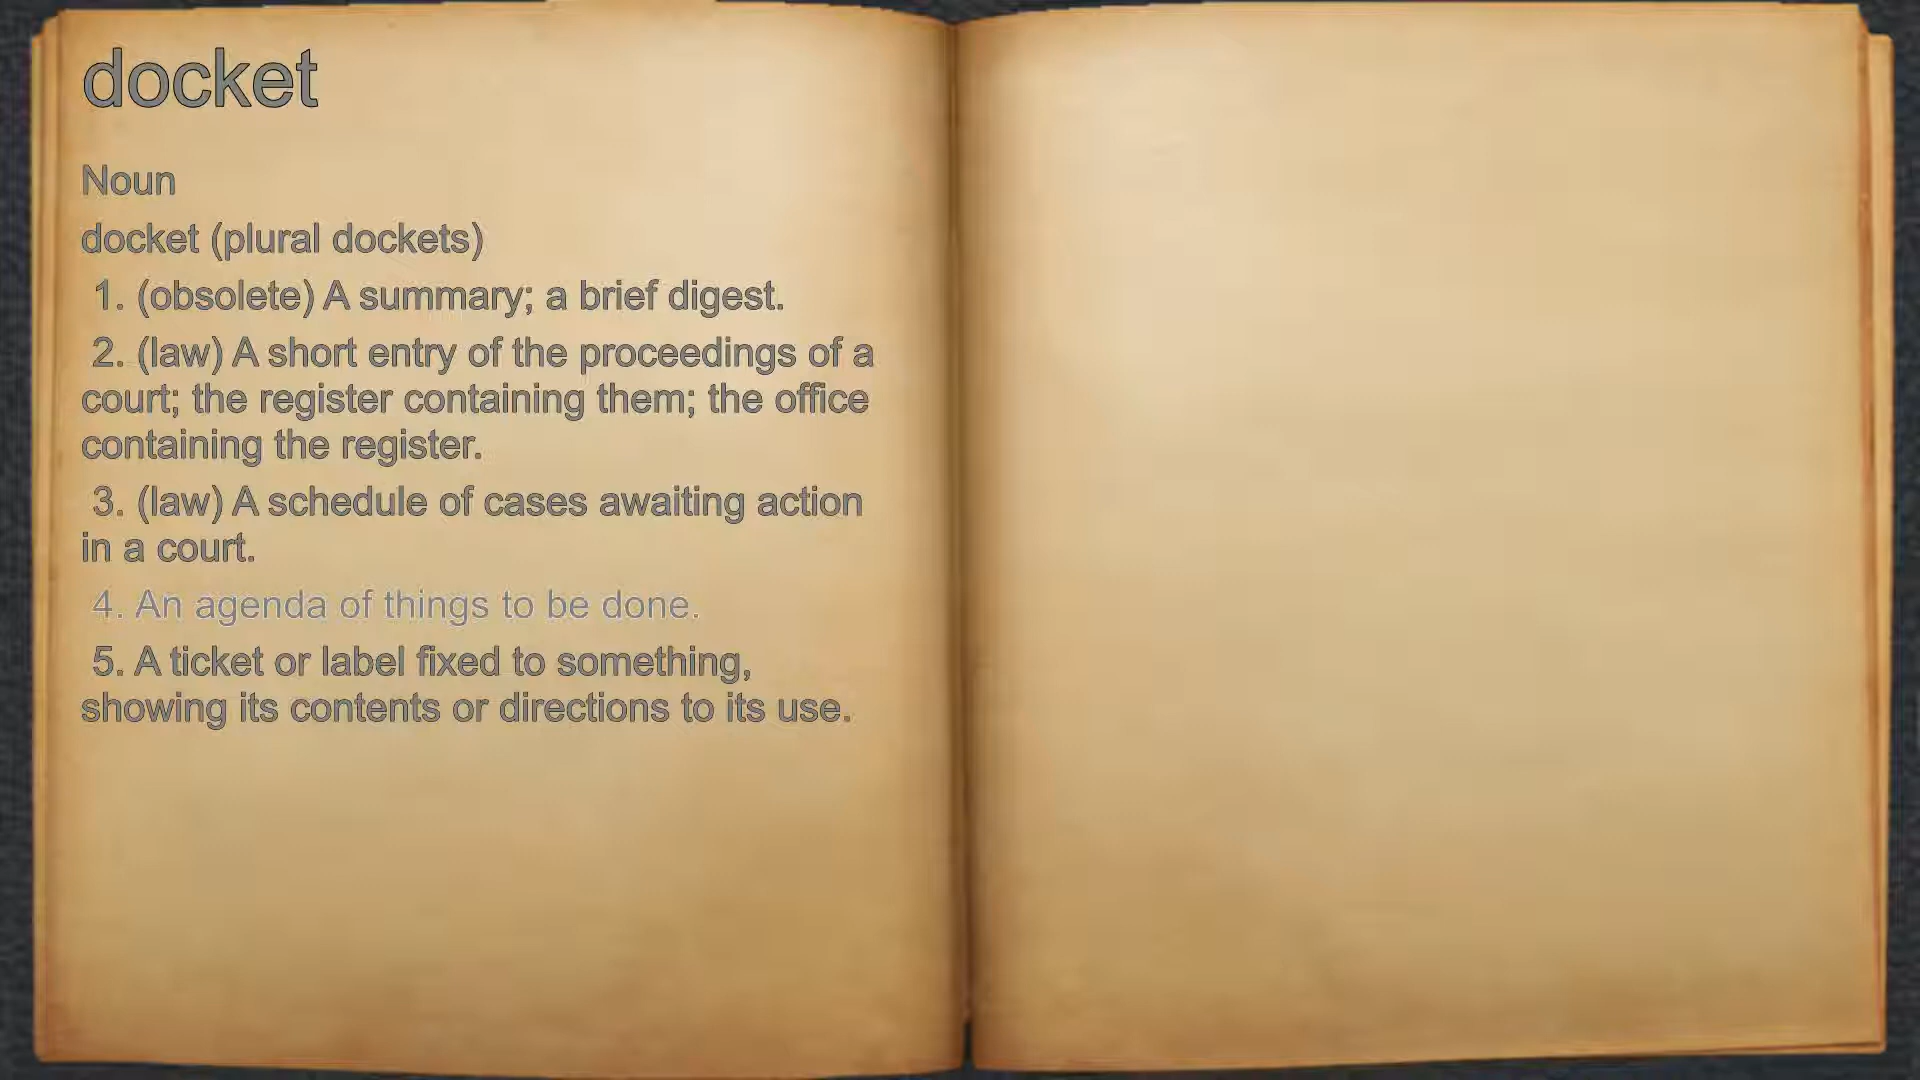 docket
Noun
docket (plural dockets)
1. (obsolete) A summary; a brief digest.
2. (law) A short entry of the proceedings of a
court; the register containing them; the office
containing the register.
3. (law) A schedule of cases awaiting action
in a court.
4. An agenda of things to be done.
5. A ticket or label fixed to something,
showing its contents or directions to its use.